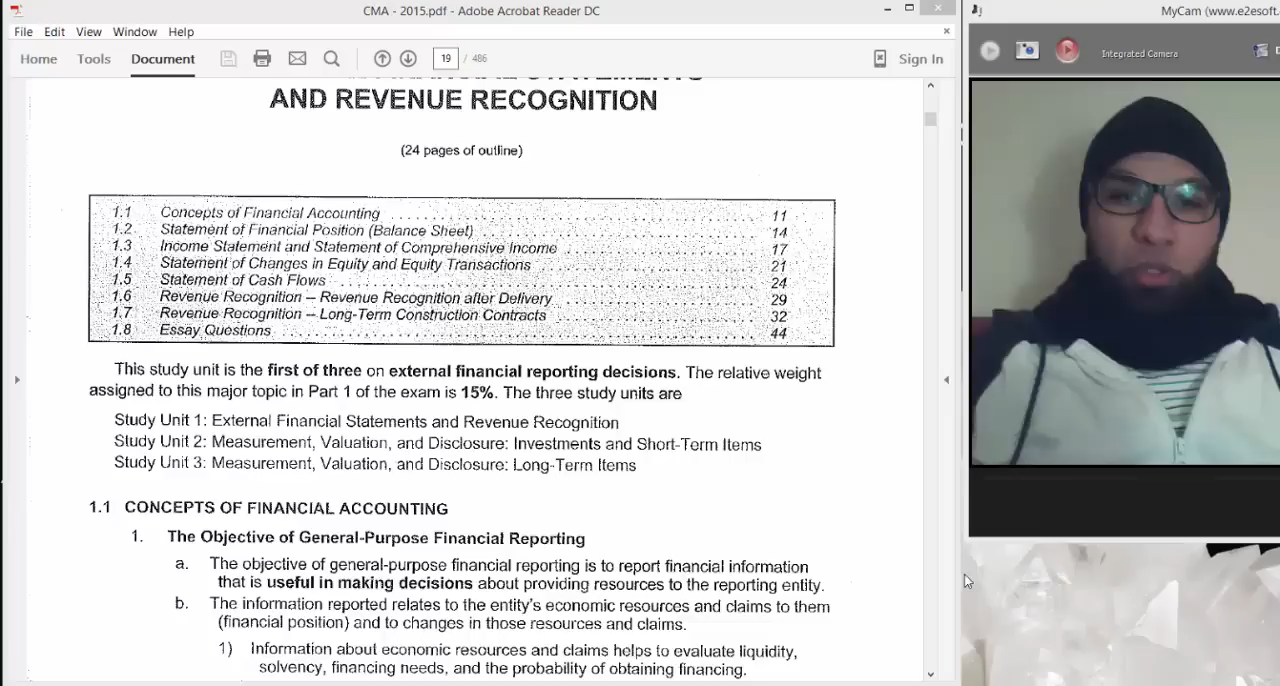 CMA - 2015.pdf - Adobe Acrobat Reader DC
File Edit View Window Help
Home Tools Document 19 / 486 Sign In
AND REVENUE RECOGNITION
(24 pages of outline)
1.1 Concepts of Financial Accounting 11
1.2 Statement of Financial Position (Balance Sheet) 14
1.3 Income Statement and Statement of Comprehensive Income 17
1.4 Statement of Changes in Equity and Equity Transactions 21
1.5 Statement of Cash Flows 24
1.6 Revenue Recognition – Revenue Recognition after Delivery 29
1.7 Revenue Recognition – Long-Term Construction Contracts 32
1.8 Essay Questions 44
This study unit is the first of three on external financial reporting decisions. The relative weight
assigned to this major topic in Part 1 of the exam is 15%. The three study units are
Study Unit 1: External Financial Statements and Revenue Recognition
Study Unit 2: Measurement, Valuation, and Disclosure: Investments and Short-Term Items
Study Unit 3: Measurement, Valuation, and Disclosure: Long-Term Items
1.1 CONCEPTS OF FINANCIAL ACCOUNTING
1. The Objective of General-Purpose Financial Reporting
a. The objective of general-purpose financial reporting is to report financial information
that is useful in making decisions about providing resources to the reporting entity.
b. The information reported relates to the entity's economic resources and claims to them
(financial position) and to changes in those resources and claims.
1) Information about economic resources and claims helps to evaluate liquidity,
solvency, financing needs, and the probability of obtaining financing.
MyCam (www.e2esoft.
Integrated Camera